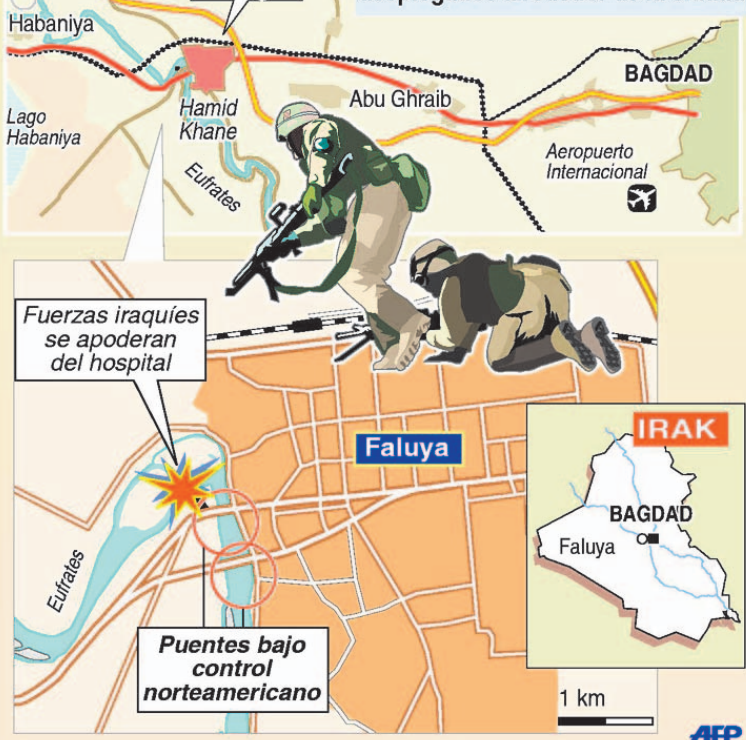 Habaniya
BAGDAD
Abu Ghraib
Hamid
Khane
Lago
Habaniya
Eufrates
Aeropuerto
Internacional
Fuerzas iraquíes
se apoderan
del hospital
Faluya
IRAK
BAGDAD
Faluya
Eufrates
Puentes bajo
control
norteamericano
1 km
AFP